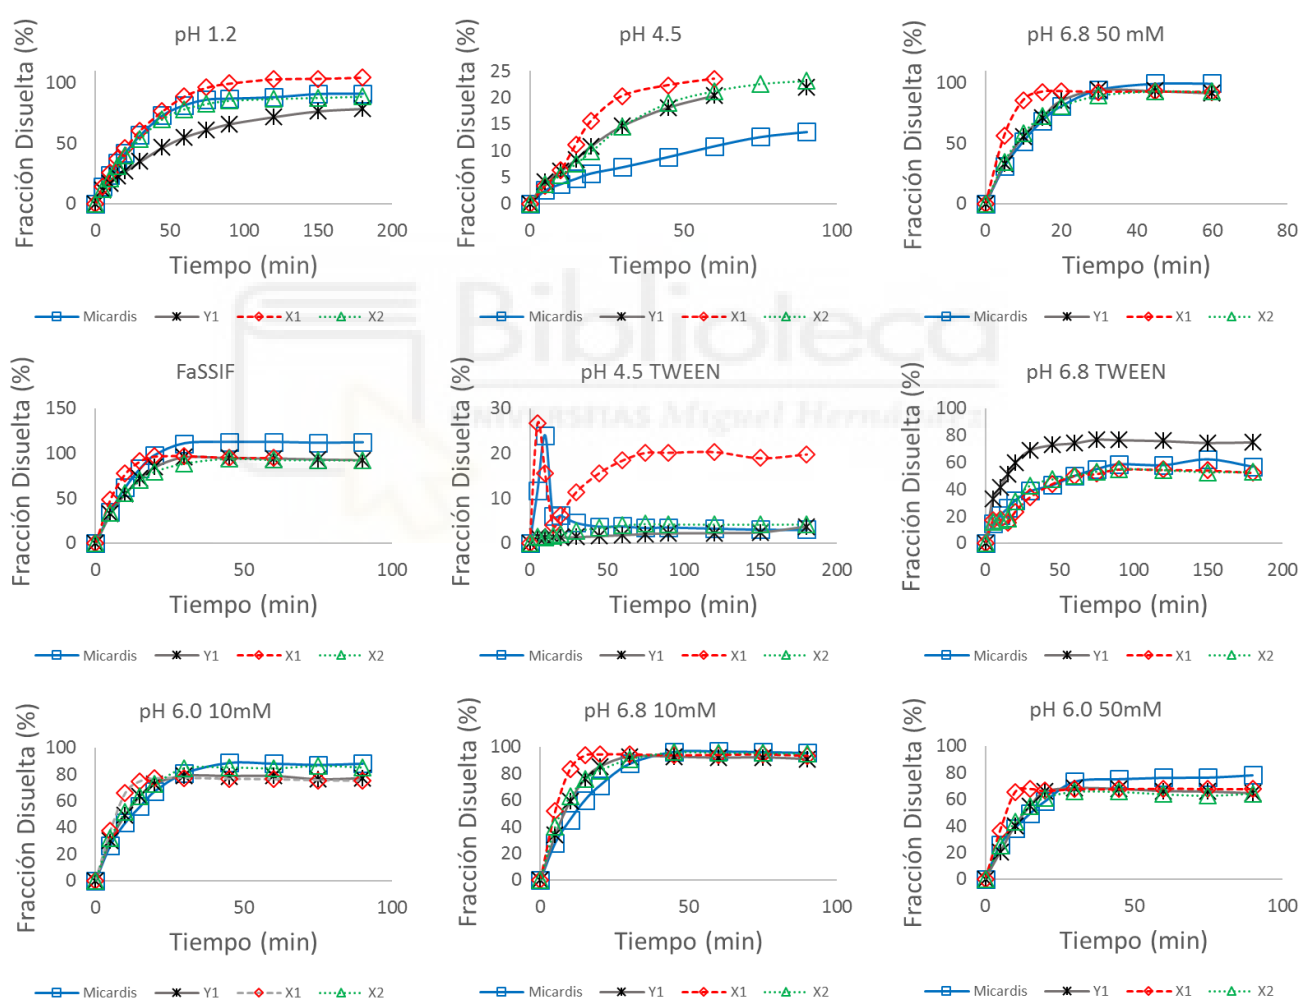 pH 1.2
Fracción Disuelta (%)
100
50
0
0 50 100 150 200
Tiempo (min)
Micardis Y1 X1 X2
pH 4.5
Fracción Disuelta (%)
25
20
15
10
5
0
0 50 100
Tiempo (min)
Micardis Y1 X1 X2
pH 6.8 50 mM
Fracción Disuelta (%)
100
50
0
0 20 40 60 80
Tiempo (min)
Micardis Y1 X1 X2
Biblioteca
UNIVERSITAS Miguel Hernández
FaSSIF
Fracción Disuelta (%)
150
100
50
0
0 50 100
Tiempo (min)
Micardis Y1 X1 X2
pH 4.5 TWEEN
Fracción Disuelta (%)
30
20
10
0
0 50 100 150 200
Tiempo (min)
Micardis Y1 X1 X2
pH 6.8 TWEEN
Fracción Disuelta (%)
100
80
60
40
20
0
0 50 100 150 200
Tiempo (min)
Micardis Y1 X1 X2
pH 6.0 10mM
Fracción Disuelta (%)
100
80
60
40
20
0
0 50 100
Tiempo (min)
Micardis Y1 X1 X2
pH 6.8 10mM
Fracción Disuelta (%)
100
80
60
40
20
0
0 50 100
Tiempo (min)
Micardis Y1 X1 X2
pH 6.0 50mM
Fracción Disuelta (%)
100
80
60
40
20
0
0 50 100
Tiempo (min)
Micardis Y1 X1 X2